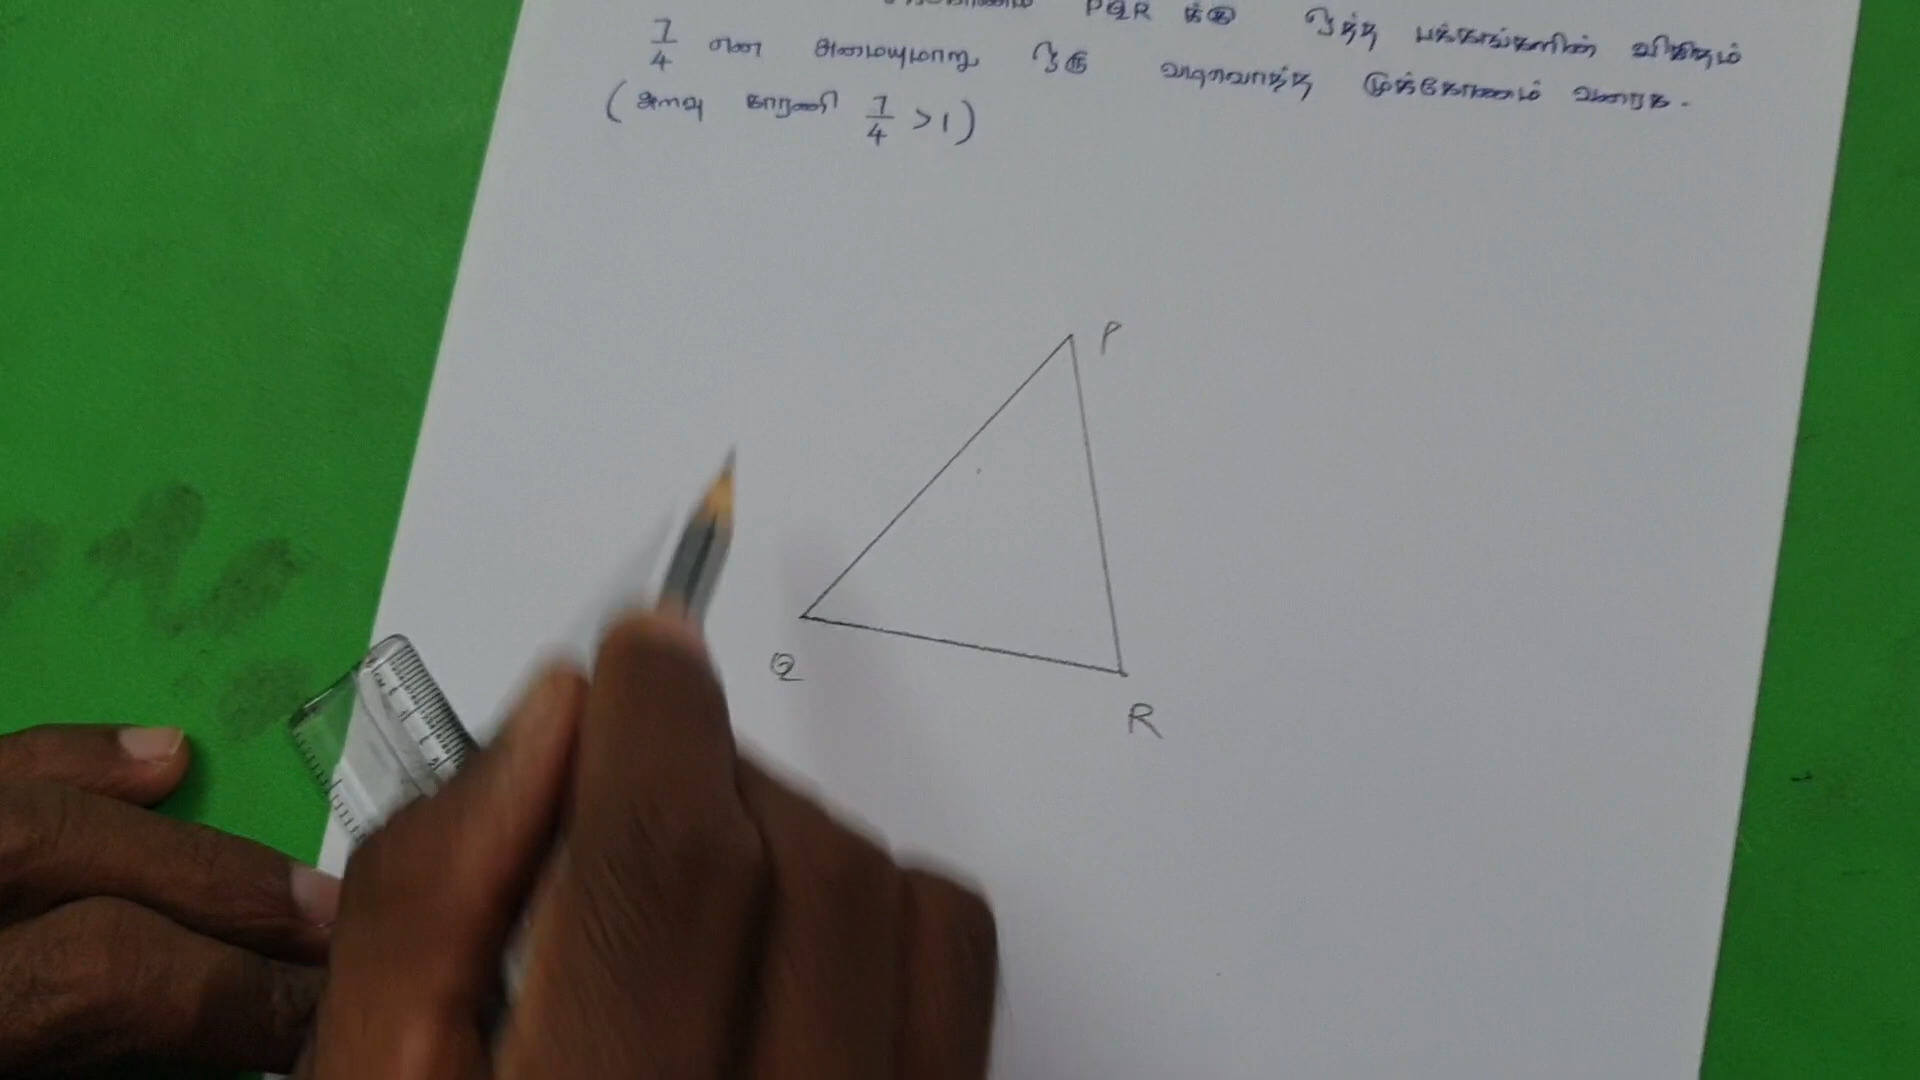 PQR க்கு ஒத்த பக்கங்களின் விகிதம்
7/4 என அமையுமாறு ஒரு வடிவொத்த முக்கோணம் வரைக.
(அளவு காரணி 7/4 > 1)
P
Q
R